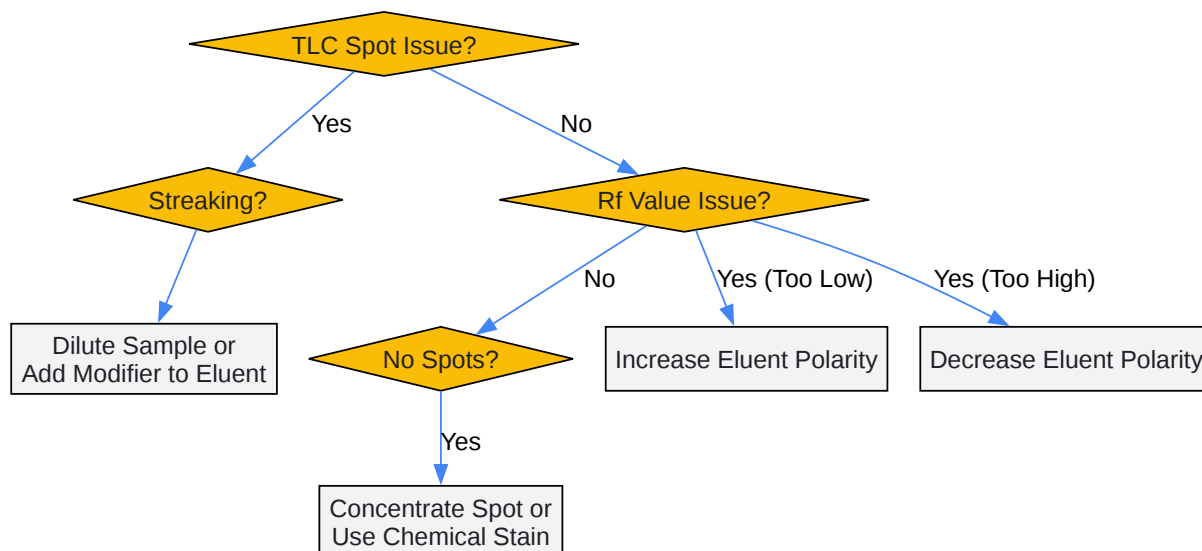 TLC Spot Issue?
Yes
No
Streaking?
Rf Value Issue?
No
Yes (Too Low)
Yes (Too High)
Dilute Sample or
Add Modifier to Eluent
No Spots?
Increase Eluent Polarity
Decrease Eluent Polarity
Yes
Concentrate Spot or
Use Chemical Stain